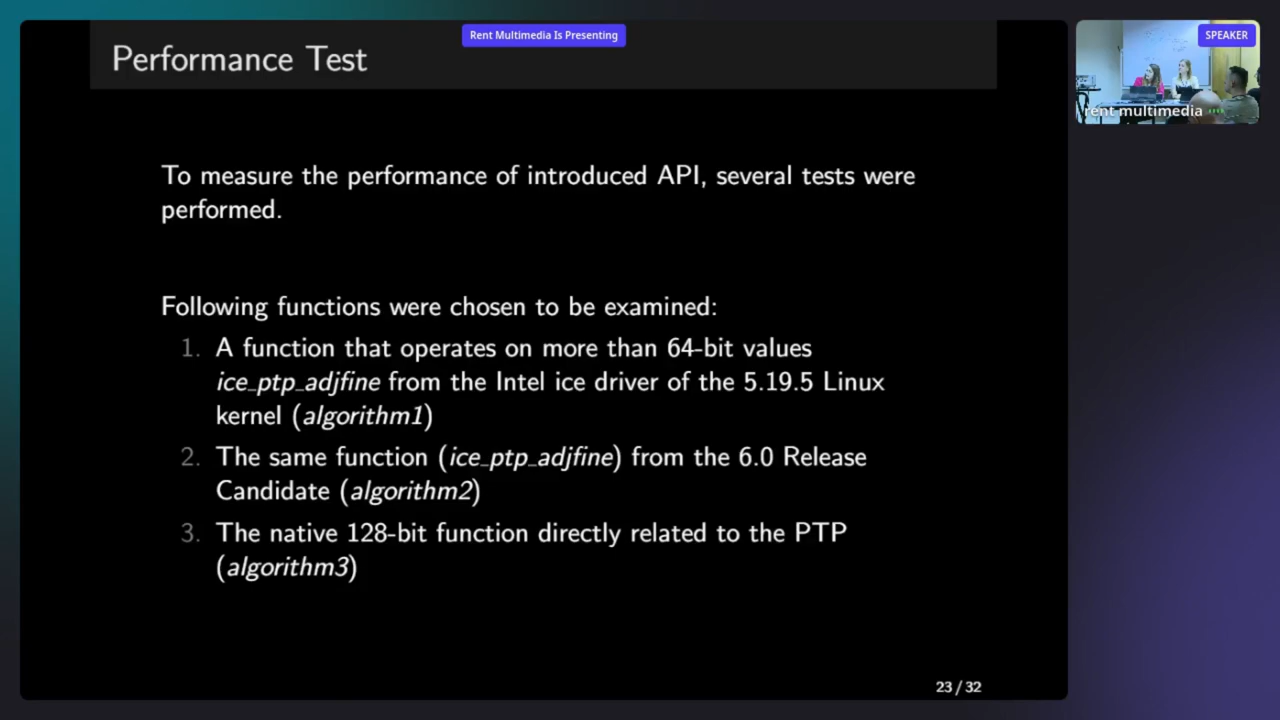 Rent Multimedia Is Presenting
Performance Test
SPEAKER
rent multimedia
To measure the performance of introduced API, several tests were
performed.
Following functions were chosen to be examined:
1. A function that operates on more than 64-bit values
ice_ptp_adjfine from the Intel ice driver of the 5.19.5 Linux
kernel (algorithm1)
2. The same function (ice_ptp_adjfine) from the 6.0 Release
Candidate (algorithm2)
3. The native 128-bit function directly related to the PTP
(algorithm3)
23 / 32